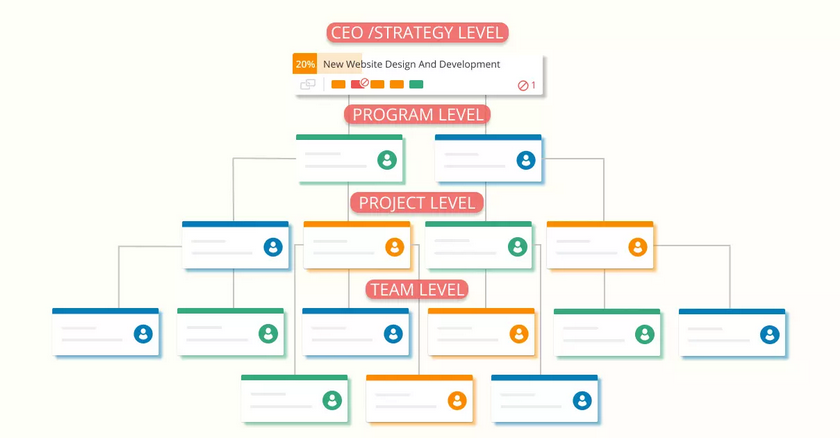 CEO /STRATEGY LEVEL
20% New Website Design And Development
1
PROGRAM LEVEL
PROJECT LEVEL
TEAM LEVEL